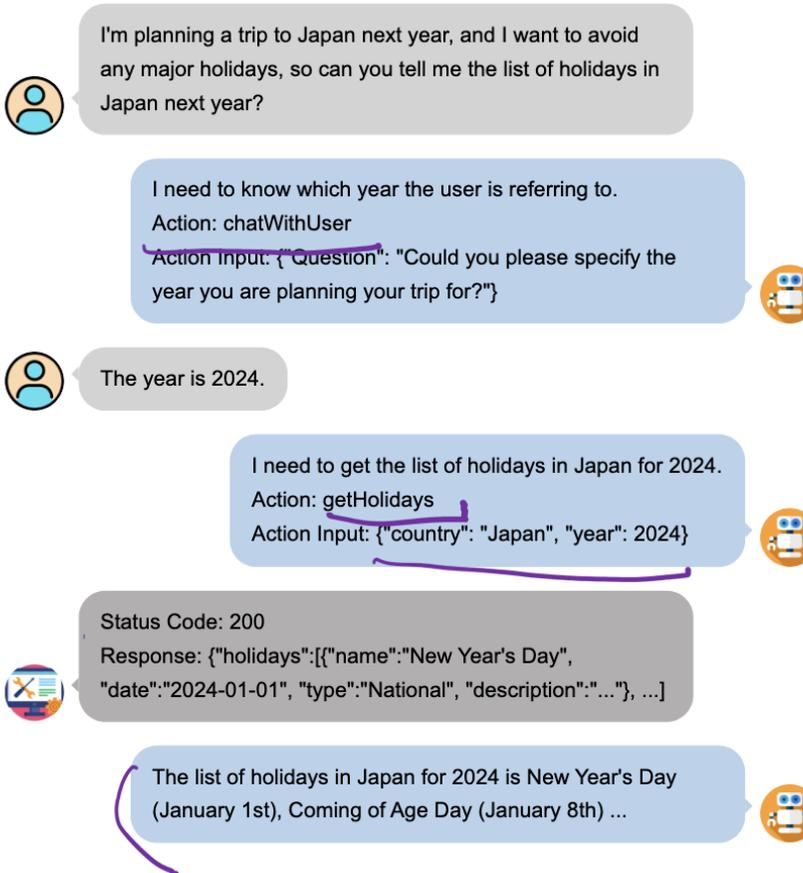 I'm planning a trip to Japan next year, and I want to avoid
any major holidays, so can you tell me the list of holidays in
Japan next year?
I need to know which year the user is referring to.
Action: chatWithUser
Action Input: {"Question": "Could you please specify the
year you are planning your trip for?"}
The year is 2024.
I need to get the list of holidays in Japan for 2024.
Action: getHolidays
Action Input: {"country": "Japan", "year": 2024}
Status Code: 200
Response: {"holidays":[{"name":"New Year's Day",
"date":"2024-01-01", "type":"National", "description":"..."}, ...]
The list of holidays in Japan for 2024 is New Year's Day
(January 1st), Coming of Age Day (January 8th) ...